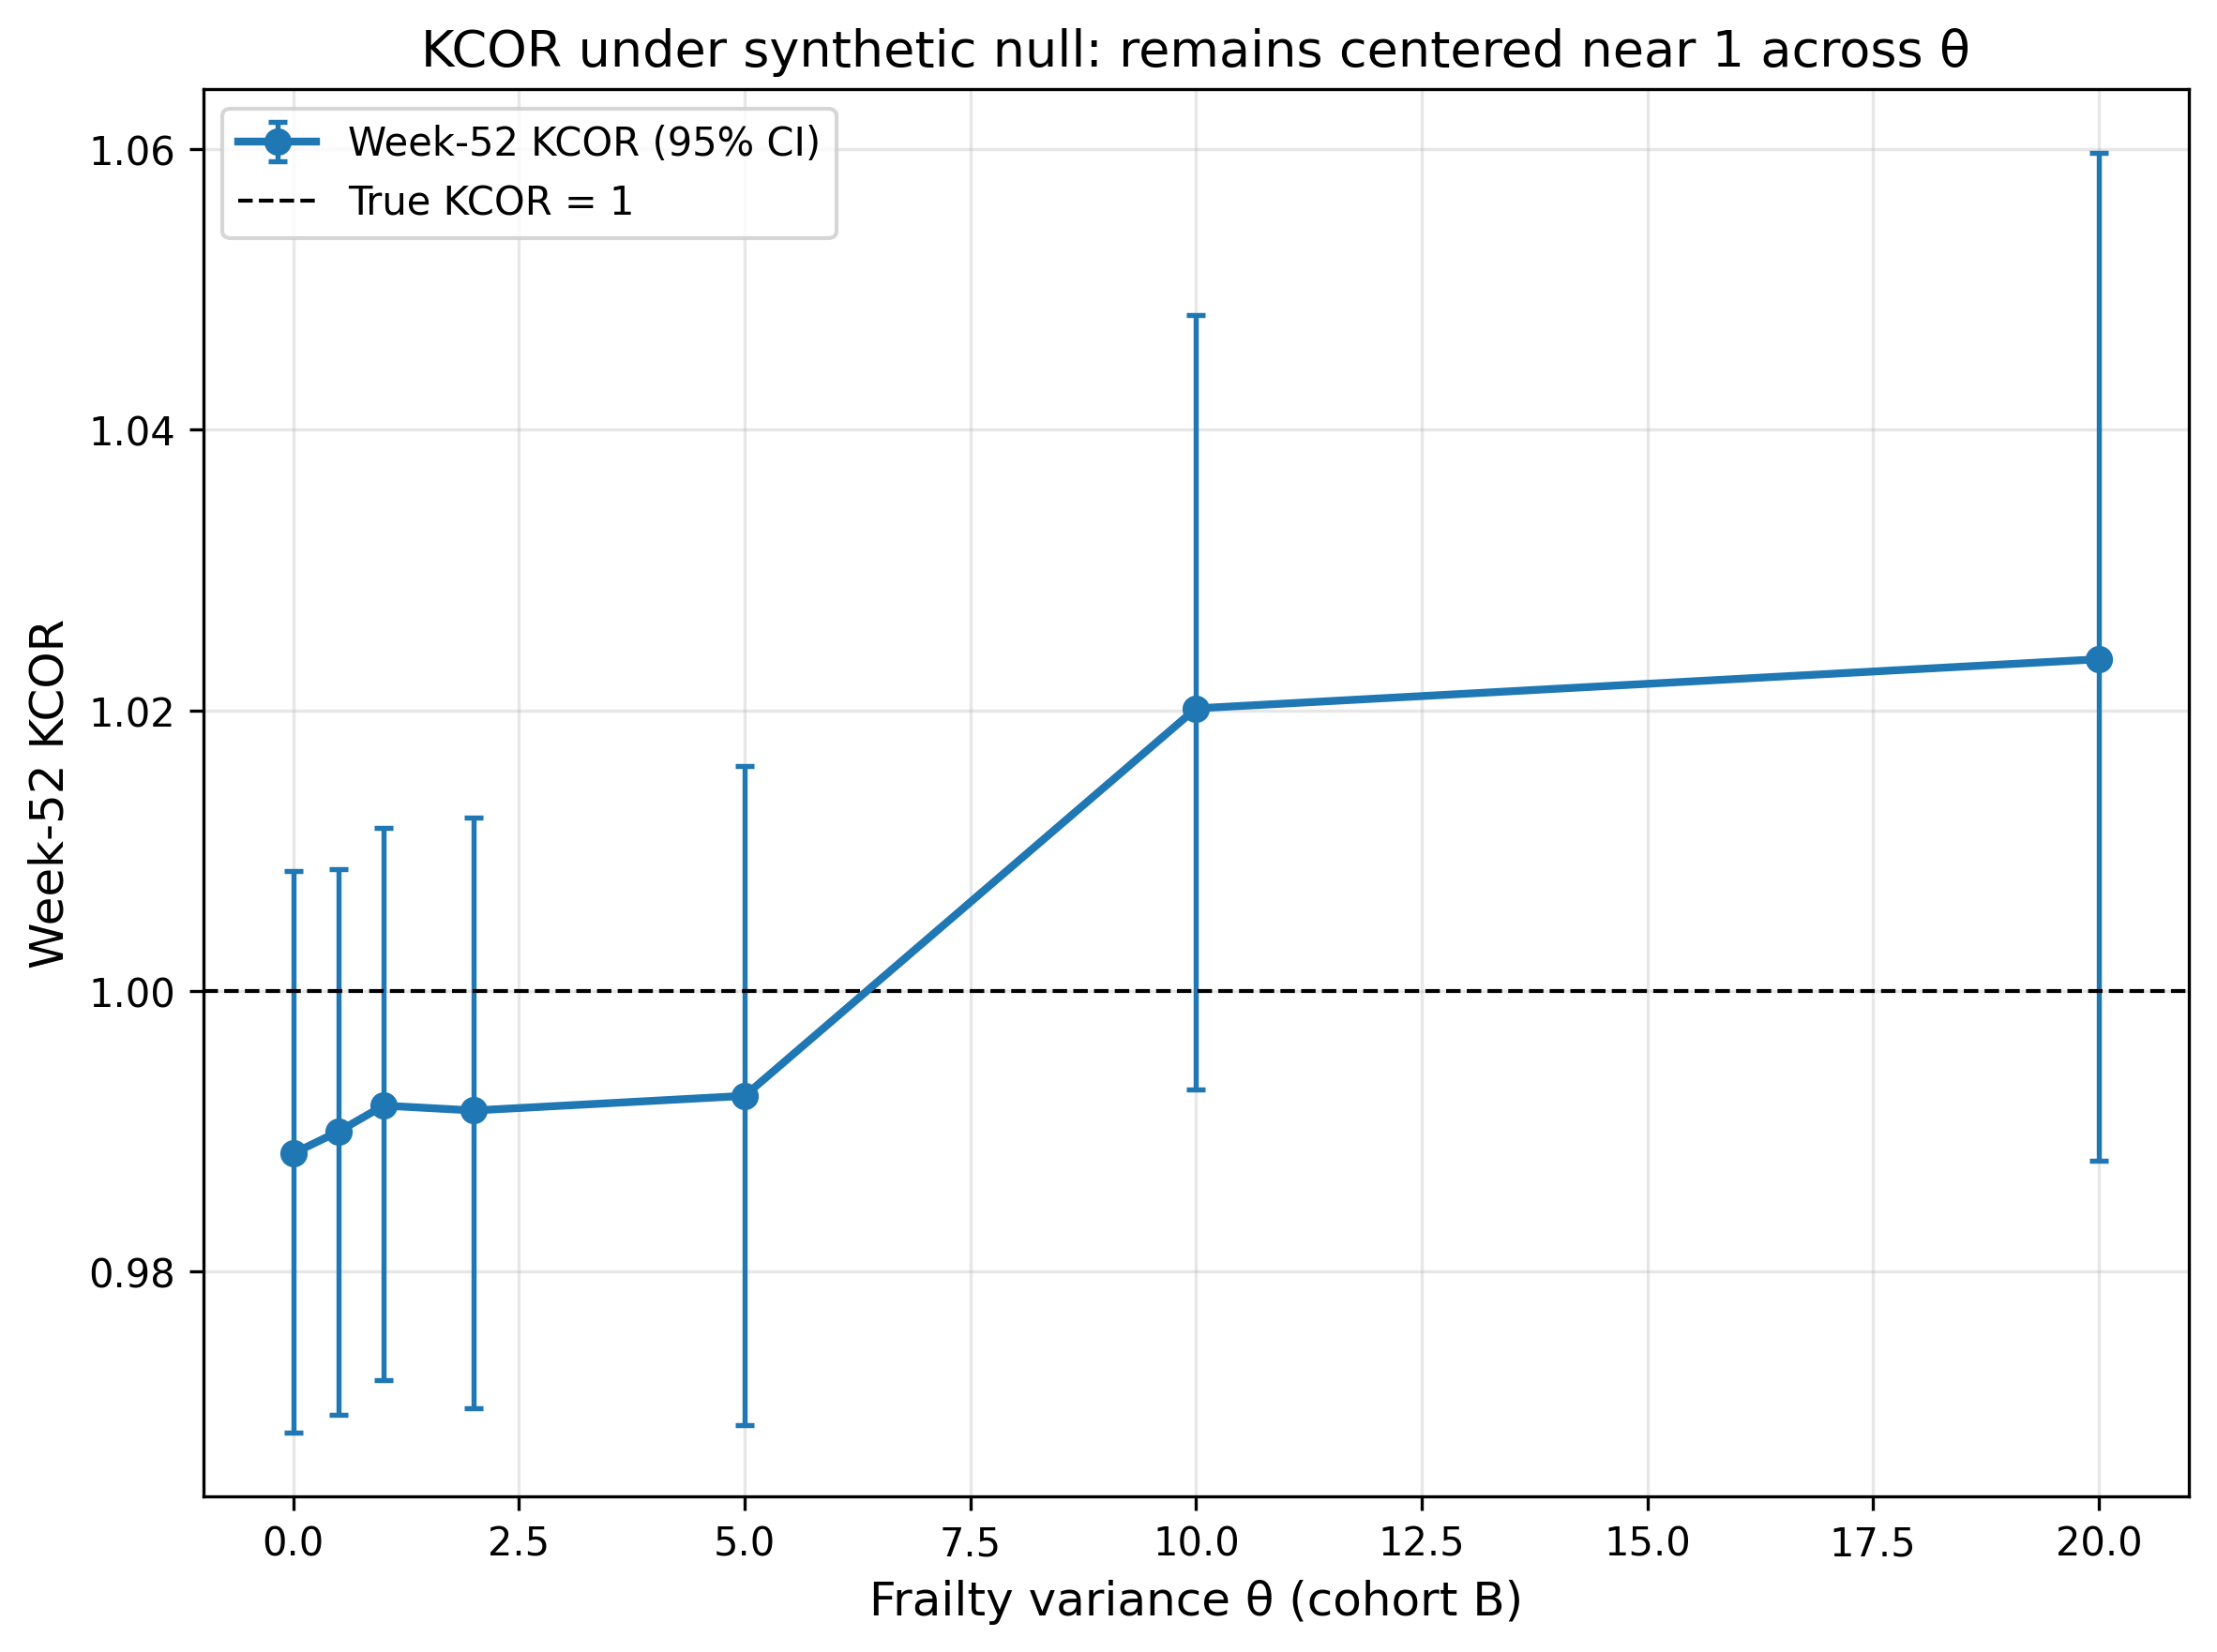 KCOR under synthetic null: remains centered near 1 across θ
Week-52 KCOR (95% CI)
True KCOR = 1
1.06
1.04
1.02
1.00
0.98
Week-52 KCOR
0.0 2.5 5.0 7.5 10.0 12.5 15.0 17.5 20.0
Frailty variance θ (cohort B)